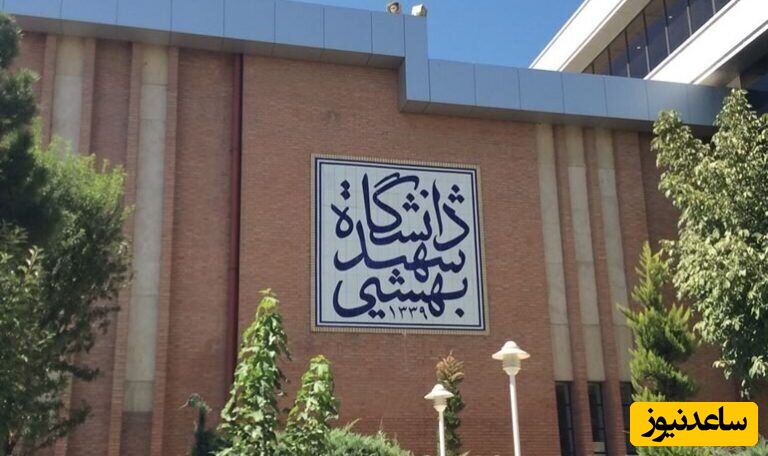 دانشگاه
شهید
بهشتی
۱۳۳۹
ساعدنیوز